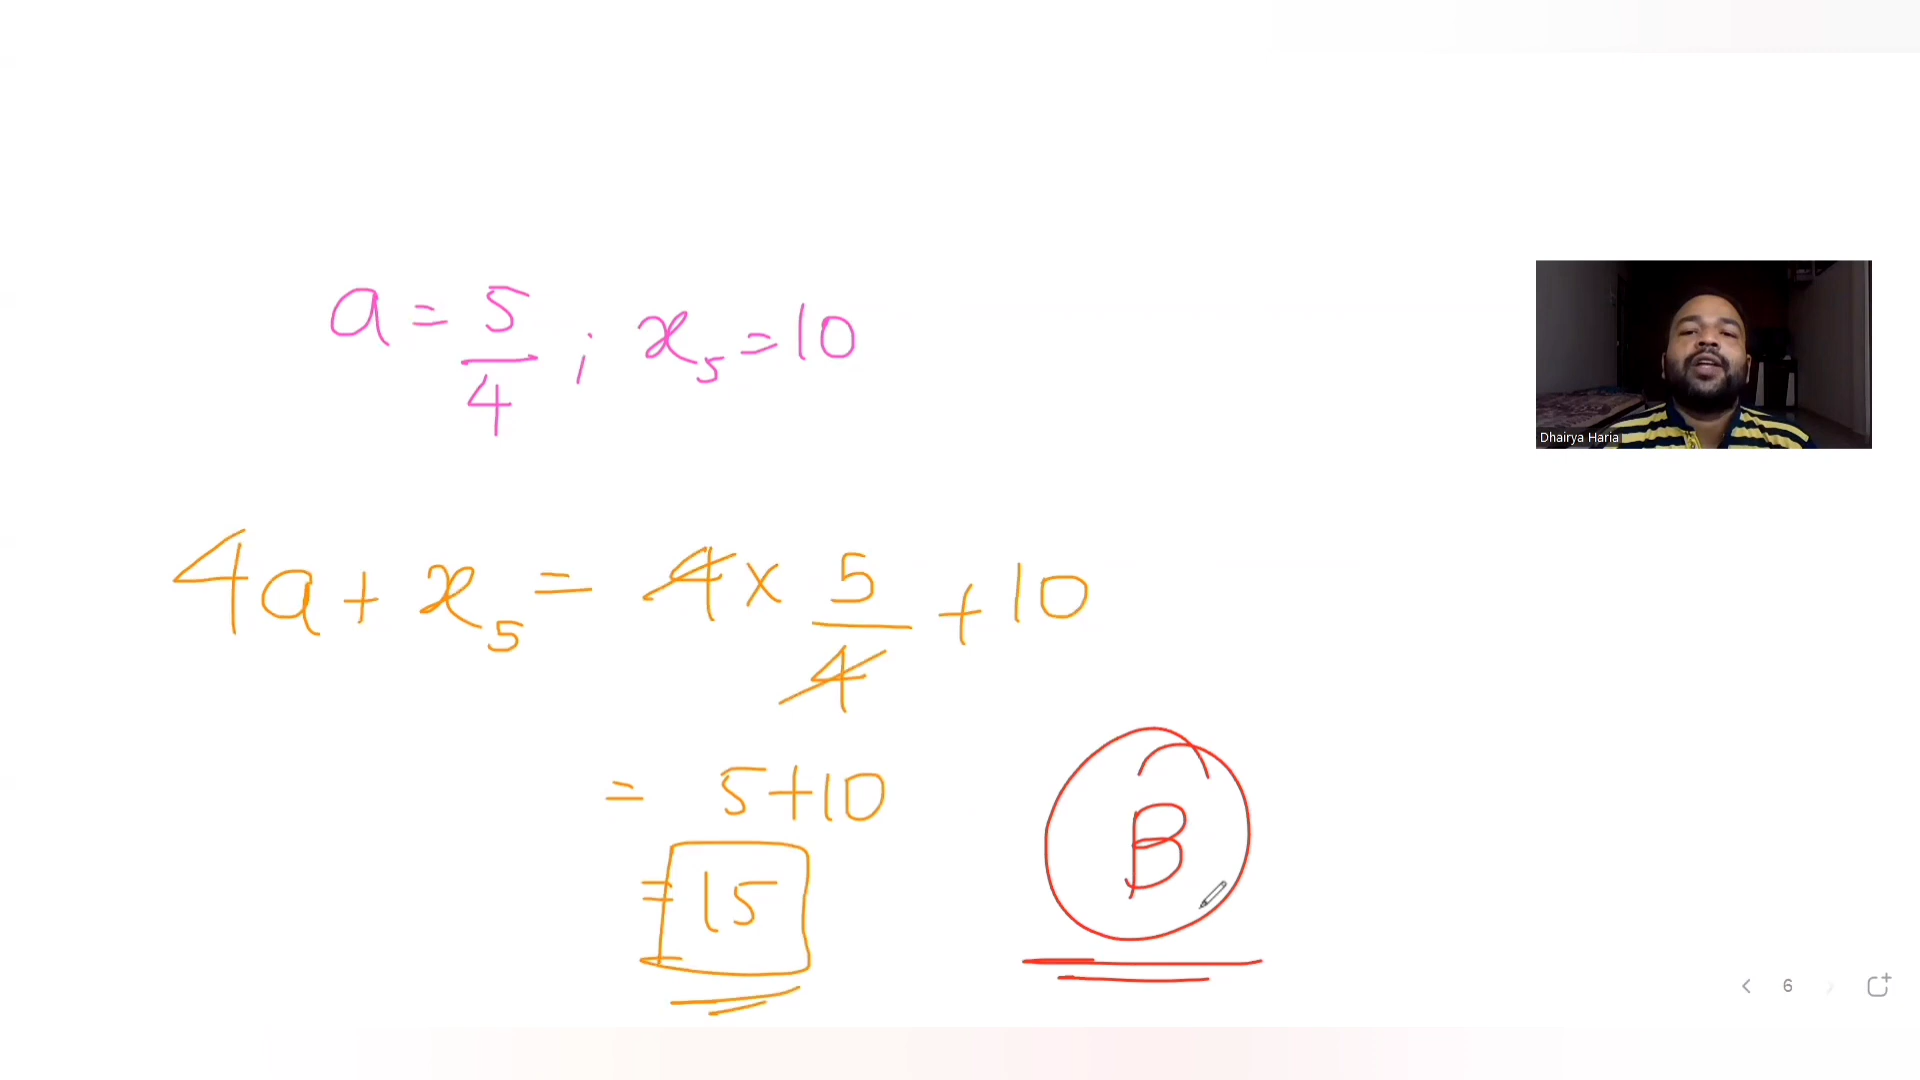 a = 5/4 ; x₅ = 10
Dhairya Haria
4a + x₅ = 4 × 5/4 + 10
= 5+10
= 15
B
6